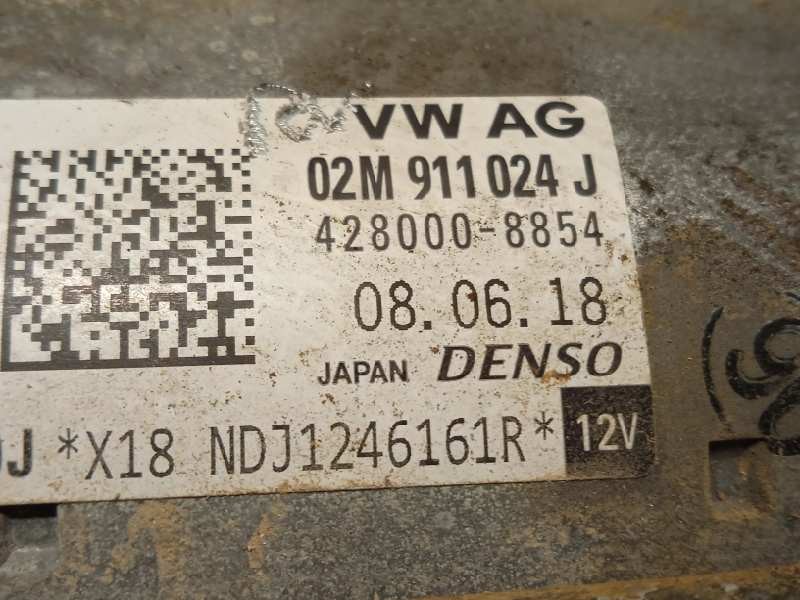 VW AG
02M 911 024 J
428000-8854
08.06.18
JAPAN DENSO
J *X18 NDJ1246161R* 12V